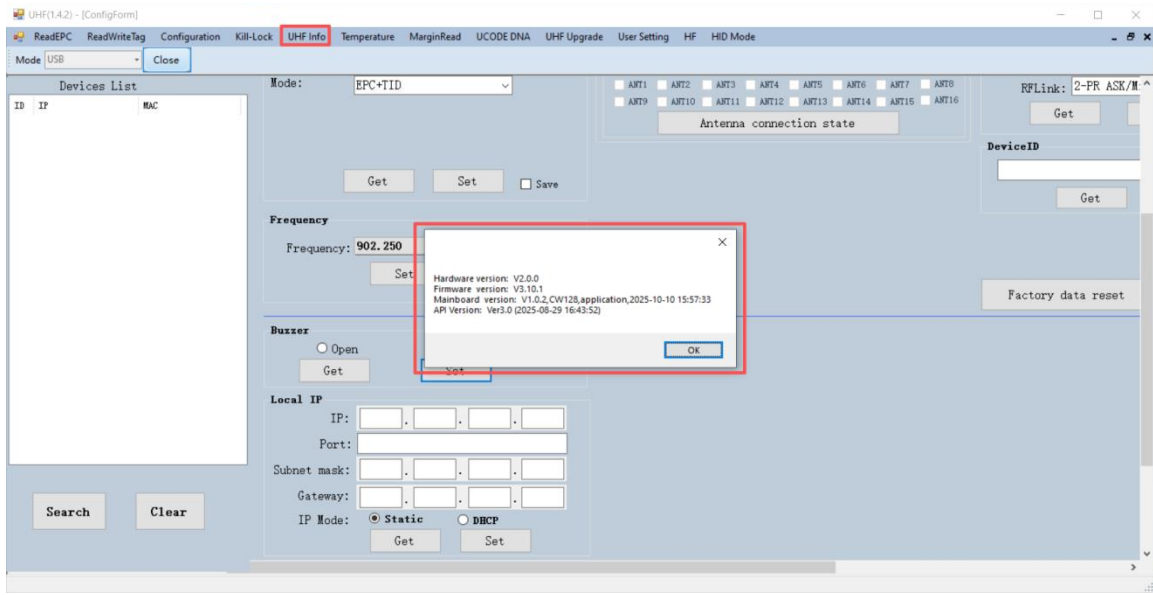 UHF(1.4.2) - [ConfigForm]
ReadEPC ReadWriteTag Configuration Kill-Lock UHF Info Temperature MarginRead UCODE DNA UHF Upgrade User Setting HF HID Mode
Mode USB Close
Devices List
ID IP MAC
Search Clear
Mode: EPC+TID
Get Set Save
ANT1 ANT2 ANT3 ANT4 ANT5 ANT6 ANT7 ANT8
ANT9 ANT10 ANT11 ANT12 ANT13 ANT14 ANT15 ANT16
Antenna connection state
RFLink: 2-PR ASK/M
Get
DeviceID
Get
Frequency
Frequency: 902.250
Set
Hardware version: V2.0.0
Firmware version: V3.10.1
Mainboard version: V1.0.2,CW128,application,2025-10-10 15:57:33
API Version: Ver3.0 (2025-08-29 16:43:52)
OK
Factory data reset
Buzzer
Open
Get Set
Local IP
IP: . . .
Port:
Subnet mask: . . .
Gateway: . . .
IP Mode: Static DHCP
Get Set